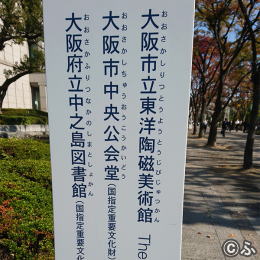 大阪市立東洋陶磁美術館 The
おおさかしりつとうようとうじびじゅつかん
大阪市中央公会堂(国指定重要文化財
おおさかしちゅうおうこうかいどう
大阪府立中之島図書館(国指定重要文化
おおさかふりつなかのしまとしょかん
©ふ